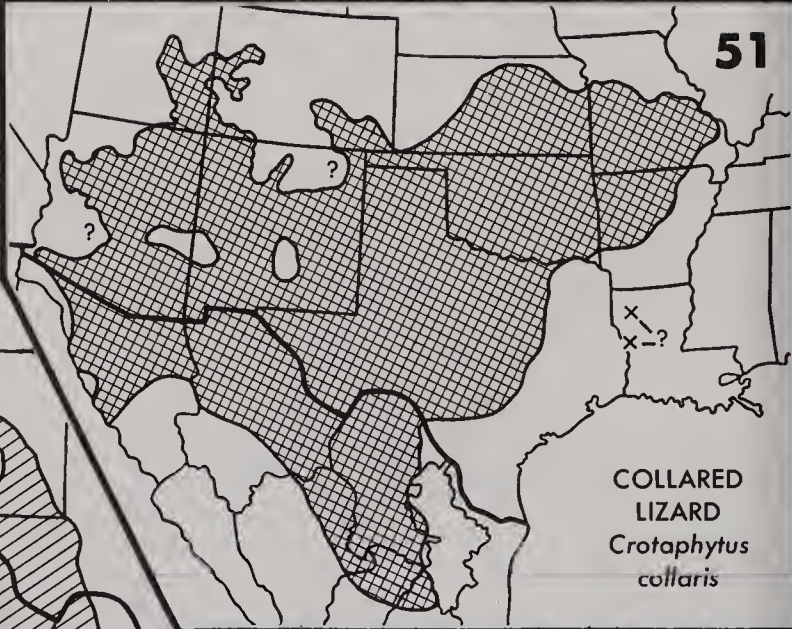 51
?
?
x
x –?
COLLARED
LIZARD
Crotaphytus
collaris